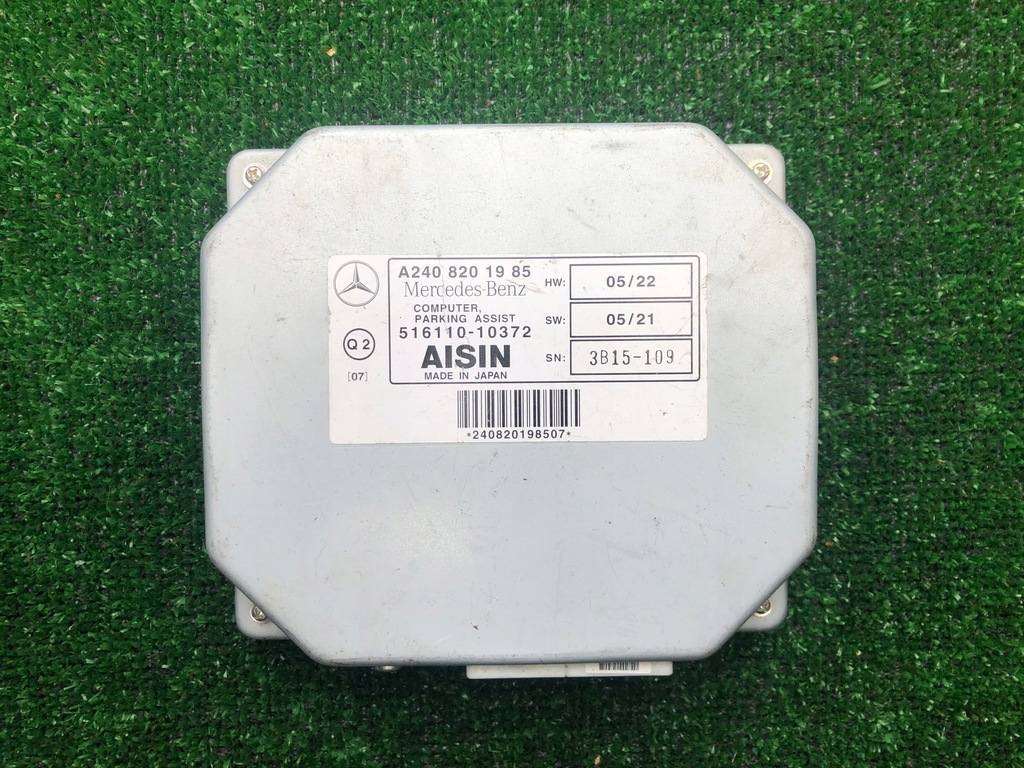 A240 820 19 85
Mercedes-Benz
COMPUTER,
PARKING ASSIST
516110-10372
AISIN
MADE IN JAPAN
HW: 05/22
SW: 05/21
SN: 3B15-109
Q2
[07]
*240820198507*